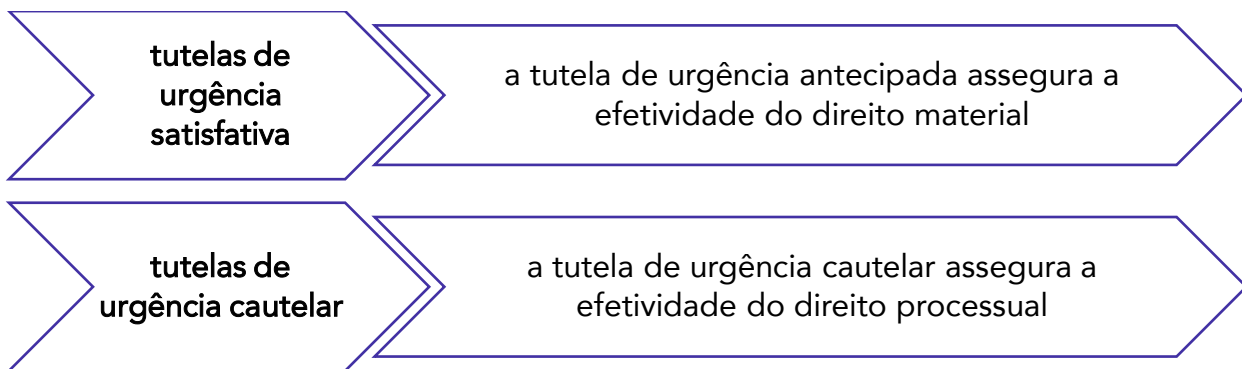 tutelas de
urgência
satisfativa
a tutela de urgência antecipada assegura a
efetividade do direito material
tutelas de
urgência cautelar
a tutela de urgência cautelar assegura a
efetividade do direito processual